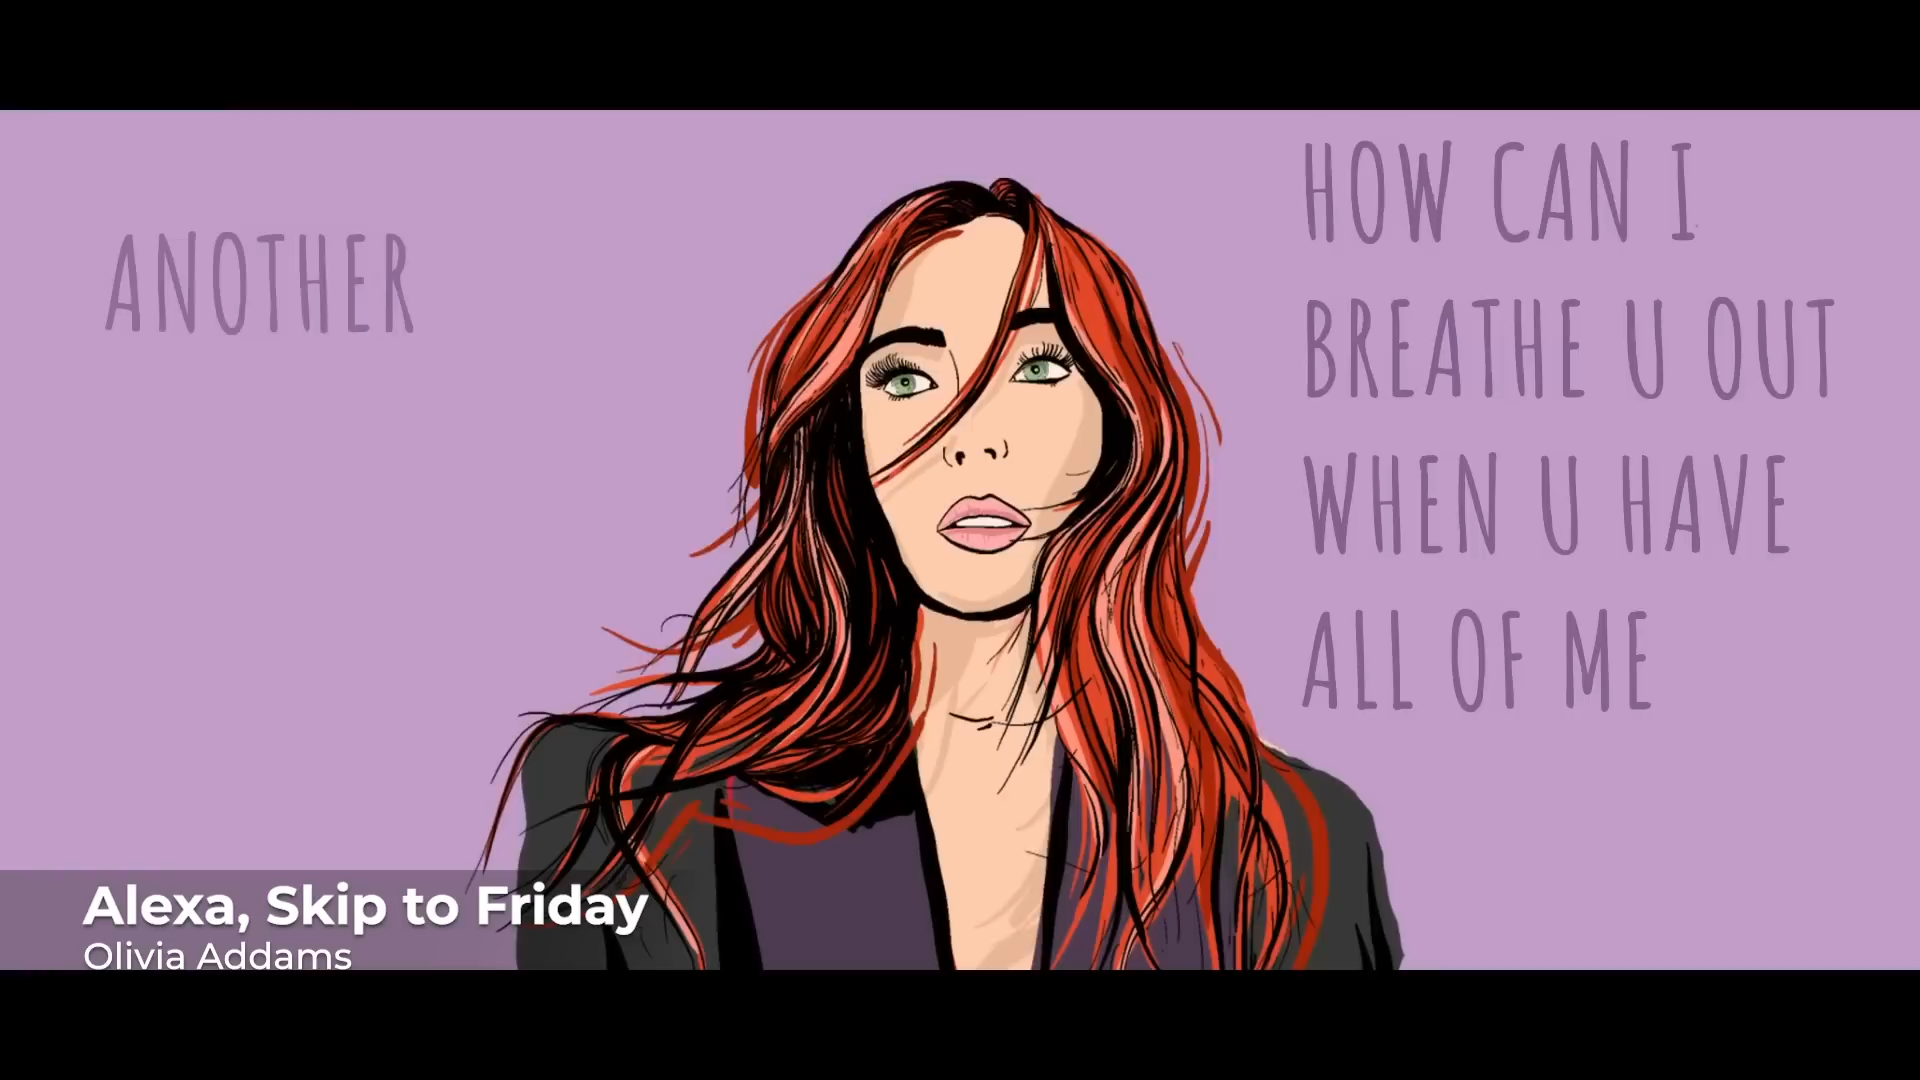 ANOTHER
HOW CAN I
BREATHE U OUT
WHEN U HAVE
ALL OF ME
Alexa, Skip to Friday
Olivia Addams